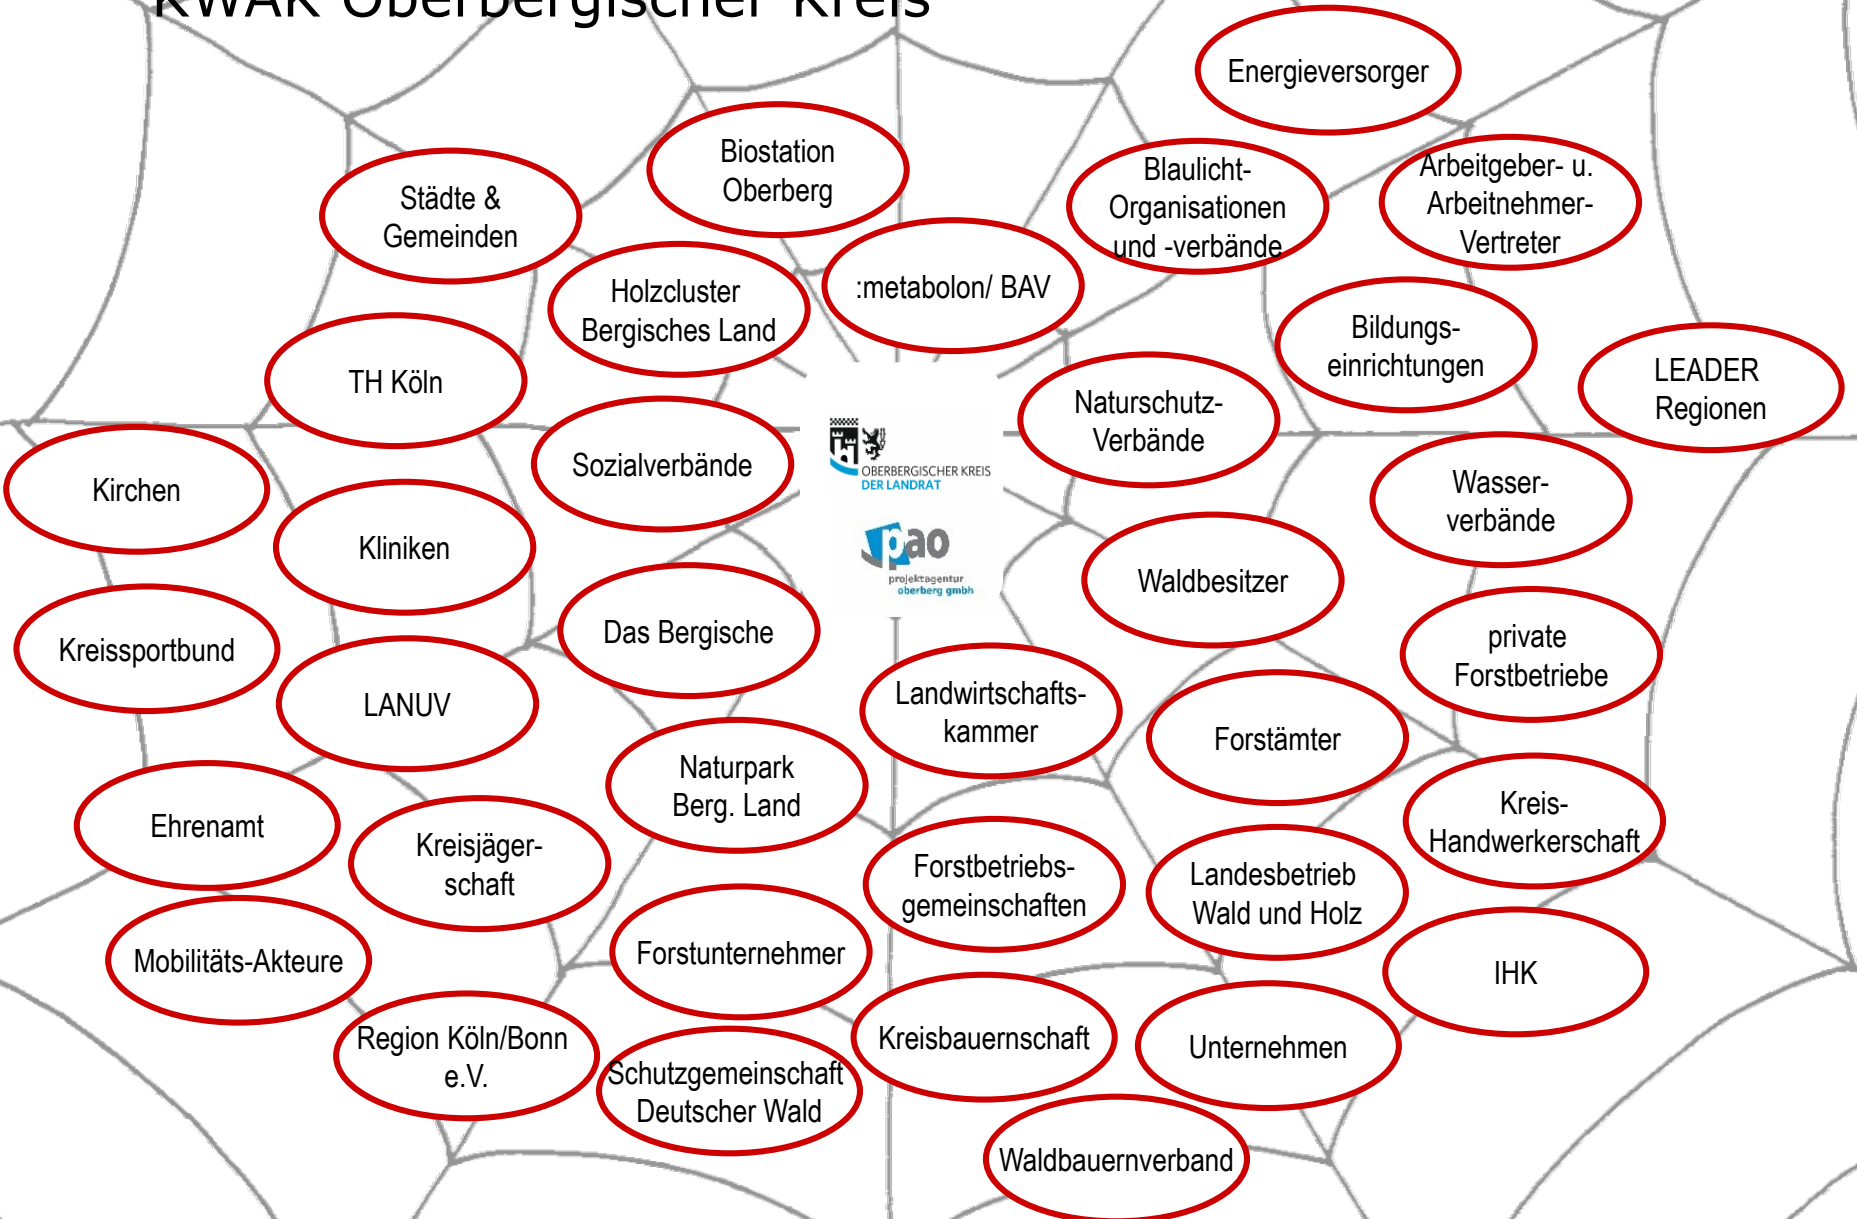 KWAK Oberbergischer Kreis
Energieversorger
Biostation
Oberberg
Blaulicht-
Organisationen
und -verbände
Arbeitgeber- u.
Arbeitnehmer-
Vertreter
Städte &
Gemeinden
Holzcluster
Bergisches Land
:metabolon/ BAV
Bildungs-
einrichtungen
LEADER
Regionen
TH Köln
Naturschutz-
Verbände
Sozialverbände
OBERBERGISCHER KREIS
DER LANDRAT
Kirchen
Wasser-
verbände
Kliniken
pao
projektagentur
oberberg gmbh
Waldbesitzer
Kreissportbund
Das Bergische
private
Forstbetriebe
LANUV
Landwirtschafts-
kammer
Forstämter
Naturpark
Berg. Land
Ehrenamt
Kreis-
Handwerkerschaft
Kreisjäger-
schaft
Forstbetriebs-
gemeinschaften
Landesbetrieb
Wald und Holz
Mobilitäts-Akteure
Forstunternehmer
IHK
Region Köln/Bonn
e.V.
Kreisbauernschaft
Unternehmen
Schutzgemeinschaft
Deutscher Wald
Waldbauernverband